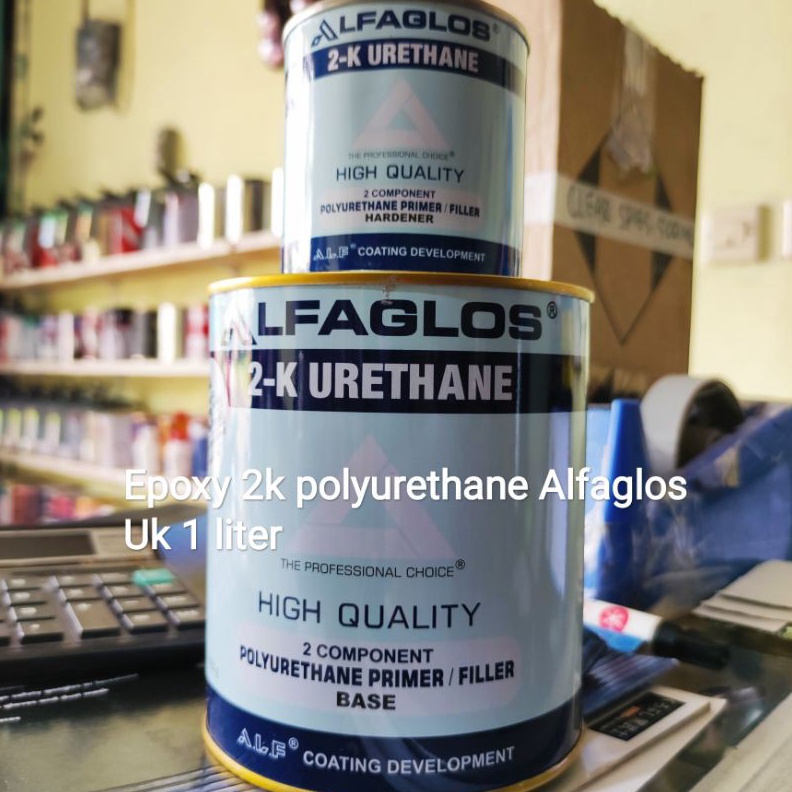 ALFAGLOS®
2-K URETHANE
THE PROFESSIONAL CHOICE®
HIGH QUALITY
2 COMPONENT
POLYURETHANE PRIMER / FILLER
HARDENER
A.L.F® COATING DEVELOPMENT
ALFAGLOS®
2-K URETHANE
Epoxy 2k polyurethane Alfaglos
Uk 1 liter
THE PROFESSIONAL CHOICE®
HIGH QUALITY
2 COMPONENT
POLYURETHANE PRIMER / FILLER
BASE
A.L.F® COATING DEVELOPMENT